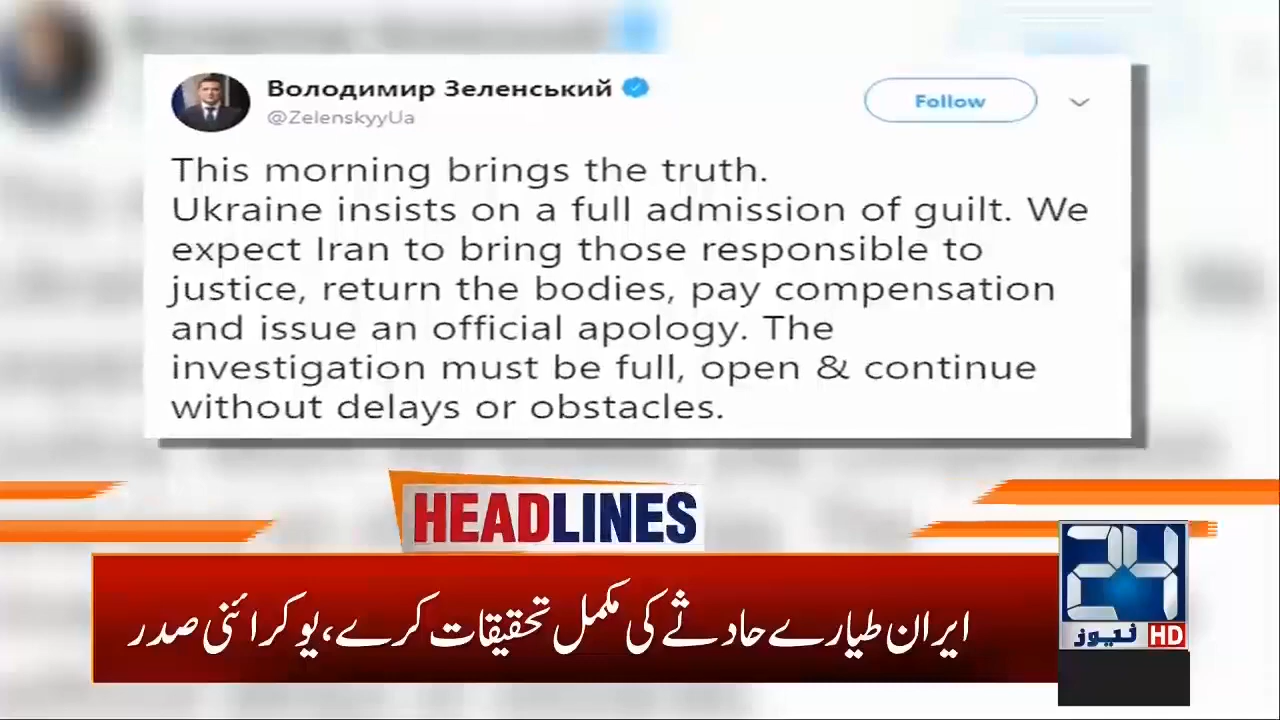 Володимир Зеленський
@ZelenskyyUa
Follow
This morning brings the truth.
Ukraine insists on a full admission of guilt. We
expect Iran to bring those responsible to
justice, return the bodies, pay compensation
and issue an official apology. The
investigation must be full, open & continue
without delays or obstacles.
HEADLINES
ایران طیارے حادثے کی مکمل تحقیقات کرے، یوکرائنی صدر
24
نیوز HD